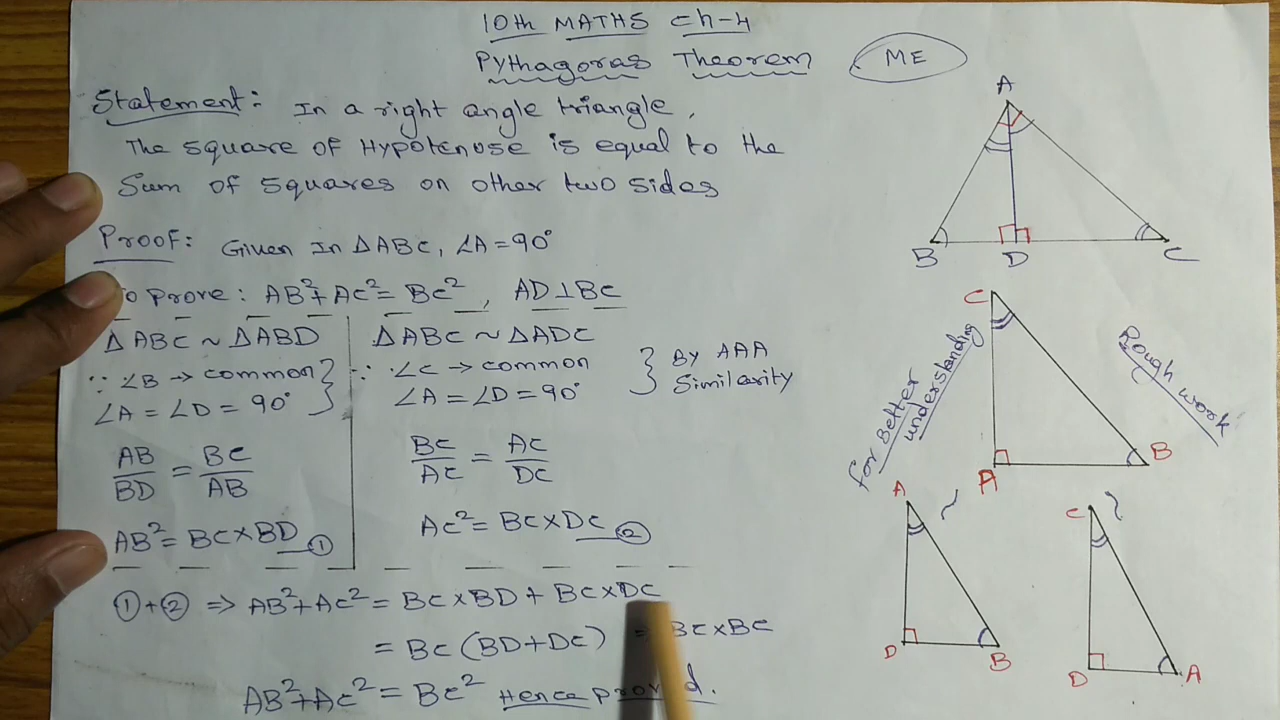 10th MATHS ch-4
Pythagoras Theorem
ME
Statement: In a right angle triangle,
The square of Hypotenose is equal to the
Sum of squares on other two sides
Proof: Given In ΔABC, ∠A = 90°
To prove: AB²+AC² = BC², AD⊥BC
ΔABC ~ ΔABD
∵ ∠B → common
∠A = ∠D = 90°
AB/BD = BC/AB
AB² = BC×BD ①
ΔABC ~ ΔADC
∵ ∠C → common
∠A = ∠D = 90°
} By AAA
Similarity
BC/AC = AC/DC
AC² = BC×DC ②
①+② ⇒ AB²+AC² = BC×BD + BC×DC
= BC(BD+DC) = BC×BC
AB²+AC² = BC² Hence proved.
A
B D C
C
A B
for Better
understanding
Rough work
A ~
D B
C ~
D A